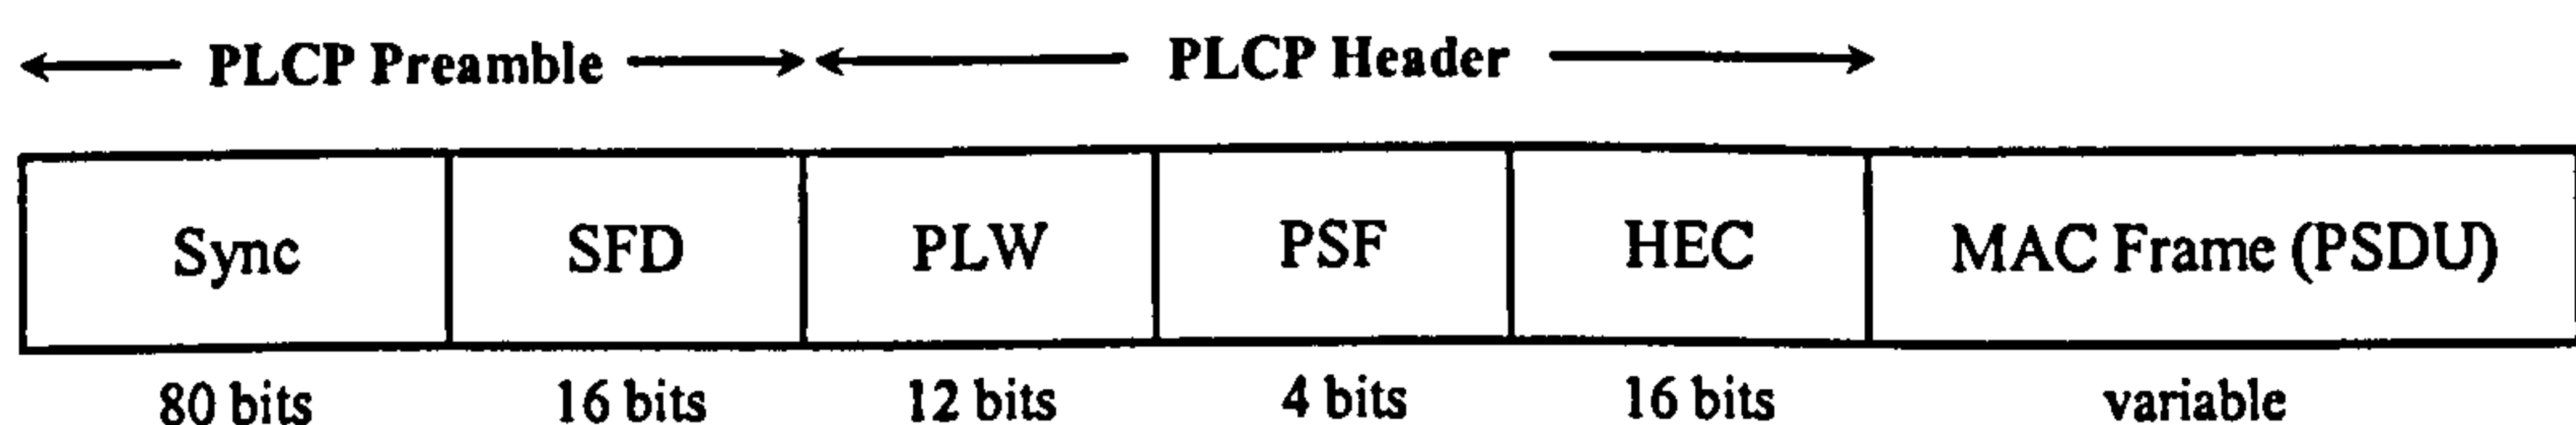 PLCP Preamble PLCP Header
Sync SFD PLW PSF HEC MAC Frame (PSDU)
80 bits 16 bits 12 bits 4 bits 16 bits variable